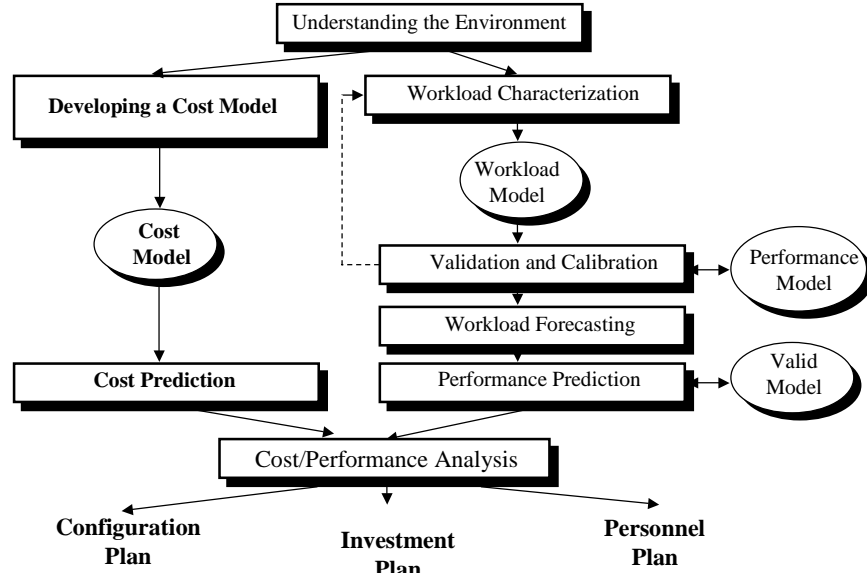 Understanding the Environment
Developing a Cost Model
Workload Characterization
Workload
Model
Cost
Model
Validation and Calibration
Performance
Model
Workload Forecasting
Cost Prediction
Performance Prediction
Valid
Model
Cost/Performance Analysis
Configuration
Plan
Investment
Plan
Personnel
Plan